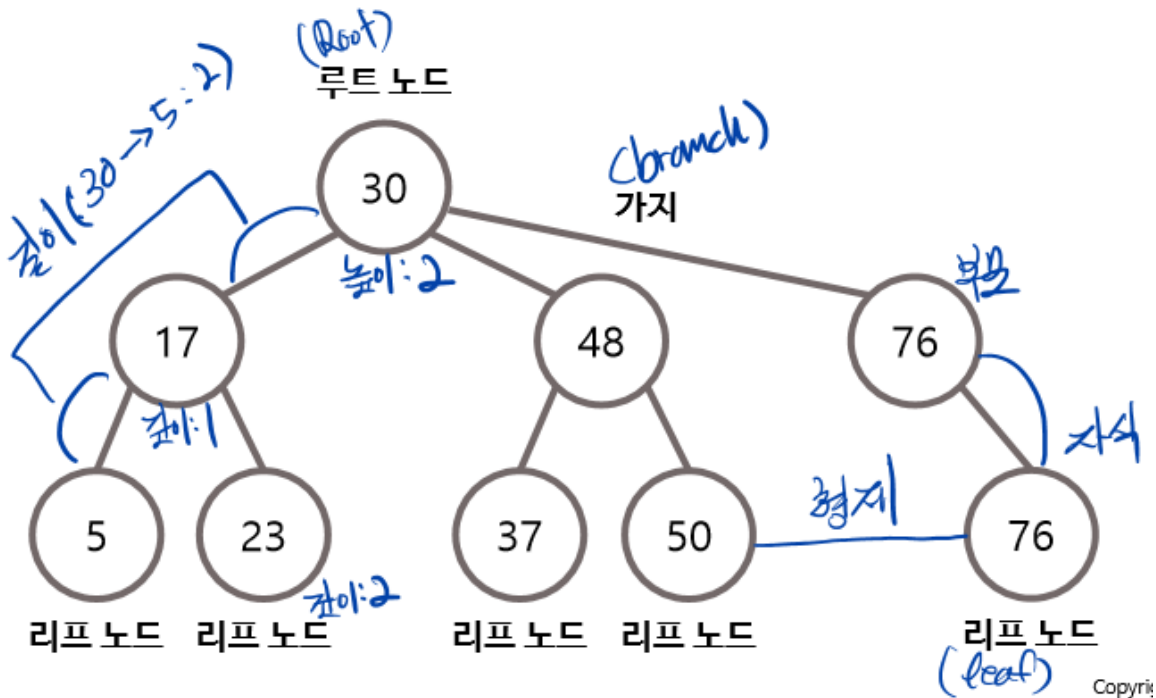 (Root)
루트 노드
깊이(30→5:2)
30
(branch)
가지
높이:2
부모
17
48
76
깊이:1
자식
5
23
37
50
형제
76
깊이:2
리프 노드
리프 노드
리프 노드
리프 노드
리프 노드
(leaf)
Copyrig